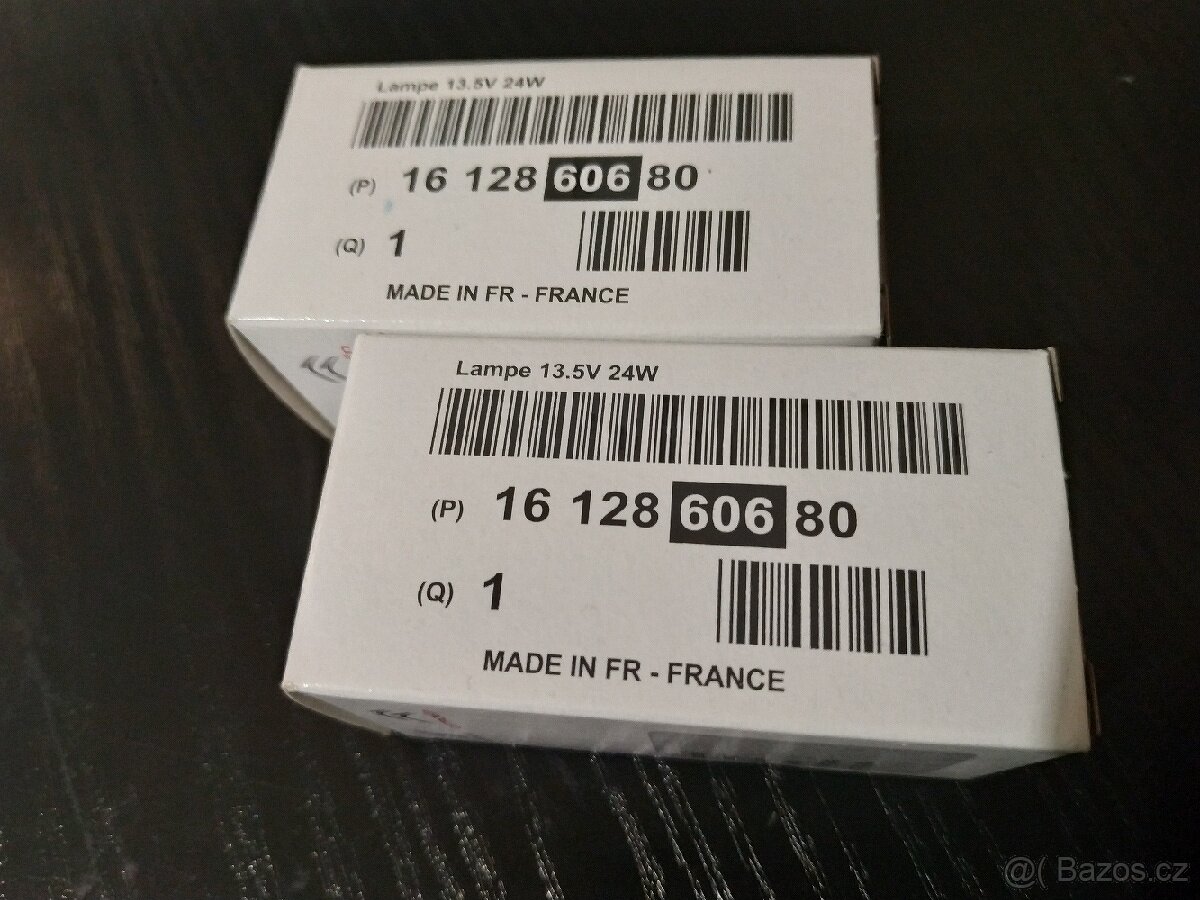 Lampe 13.5V 24W
(P) 16 128 606 80
(Q) 1
MADE IN FR - FRANCE
Lampe 13.5V 24W
(P) 16 128 606 80
(Q) 1
MADE IN FR - FRANCE
@( Bazos.cz